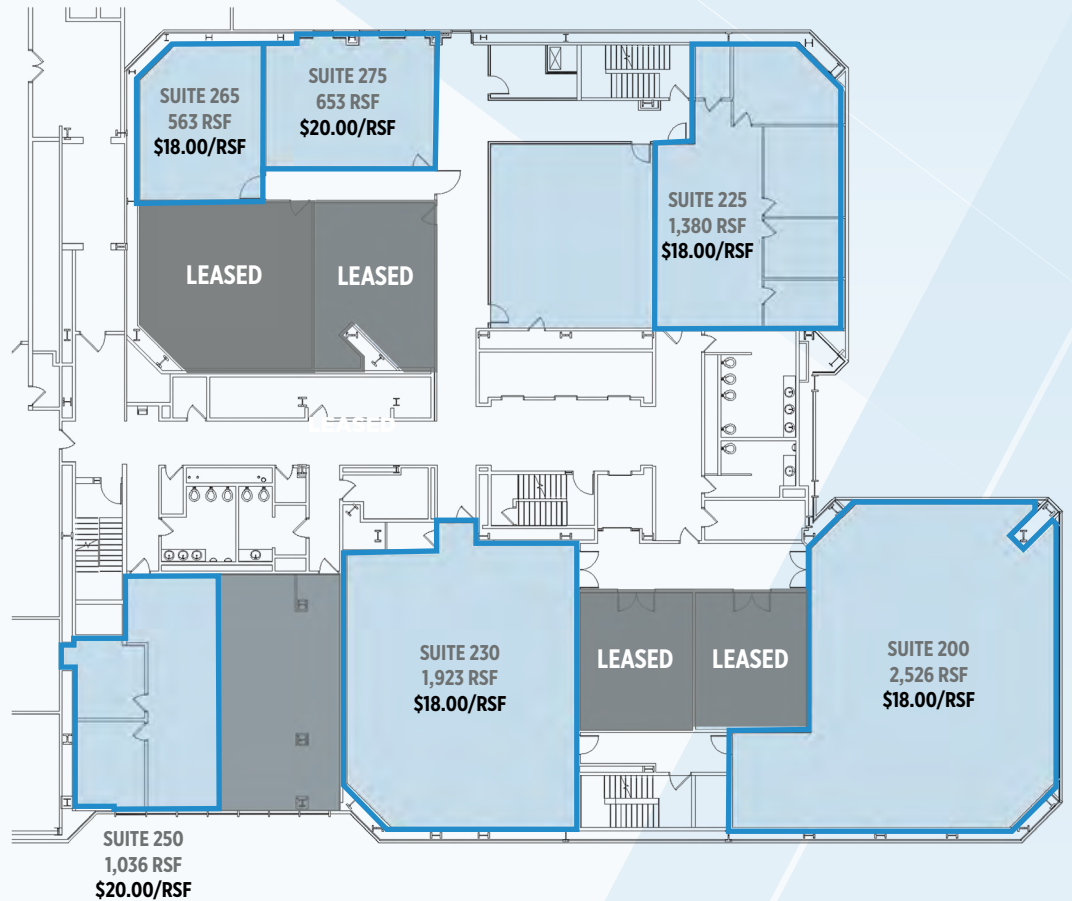 SUITE 275
653 RSF
$20.00/RSF
SUITE 265
563 RSF
$18.00/RSF
SUITE 225
1,380 RSF
$18.00/RSF
LEASED
LEASED
LEASED
SUITE 230
1,923 RSF
$18.00/RSF
LEASED
LEASED
SUITE 200
2,526 RSF
$18.00/RSF
SUITE 250
1,036 RSF
$20.00/RSF